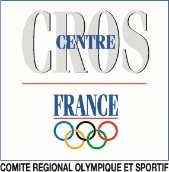 CROS
CENTRE
FRANCE
COMITE REGIONAL OLYMPIQUE ET SPORTIF